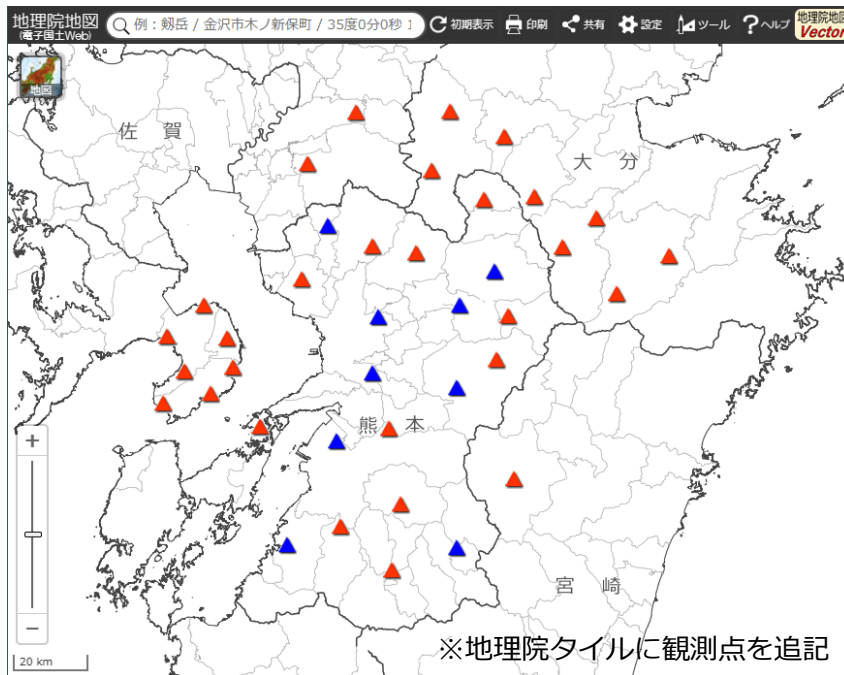 地理院地図
(電子国土Web)
例：剱岳 / 金沢市木ノ新保町 / 35度0分0秒 1
初期表示
印刷
共有
設定
ツール
ヘルプ
地理院地図
Vector
地図
佐 賀
大 分
熊 本
宮 崎
20 km
※地理院タイルに観測点を追記